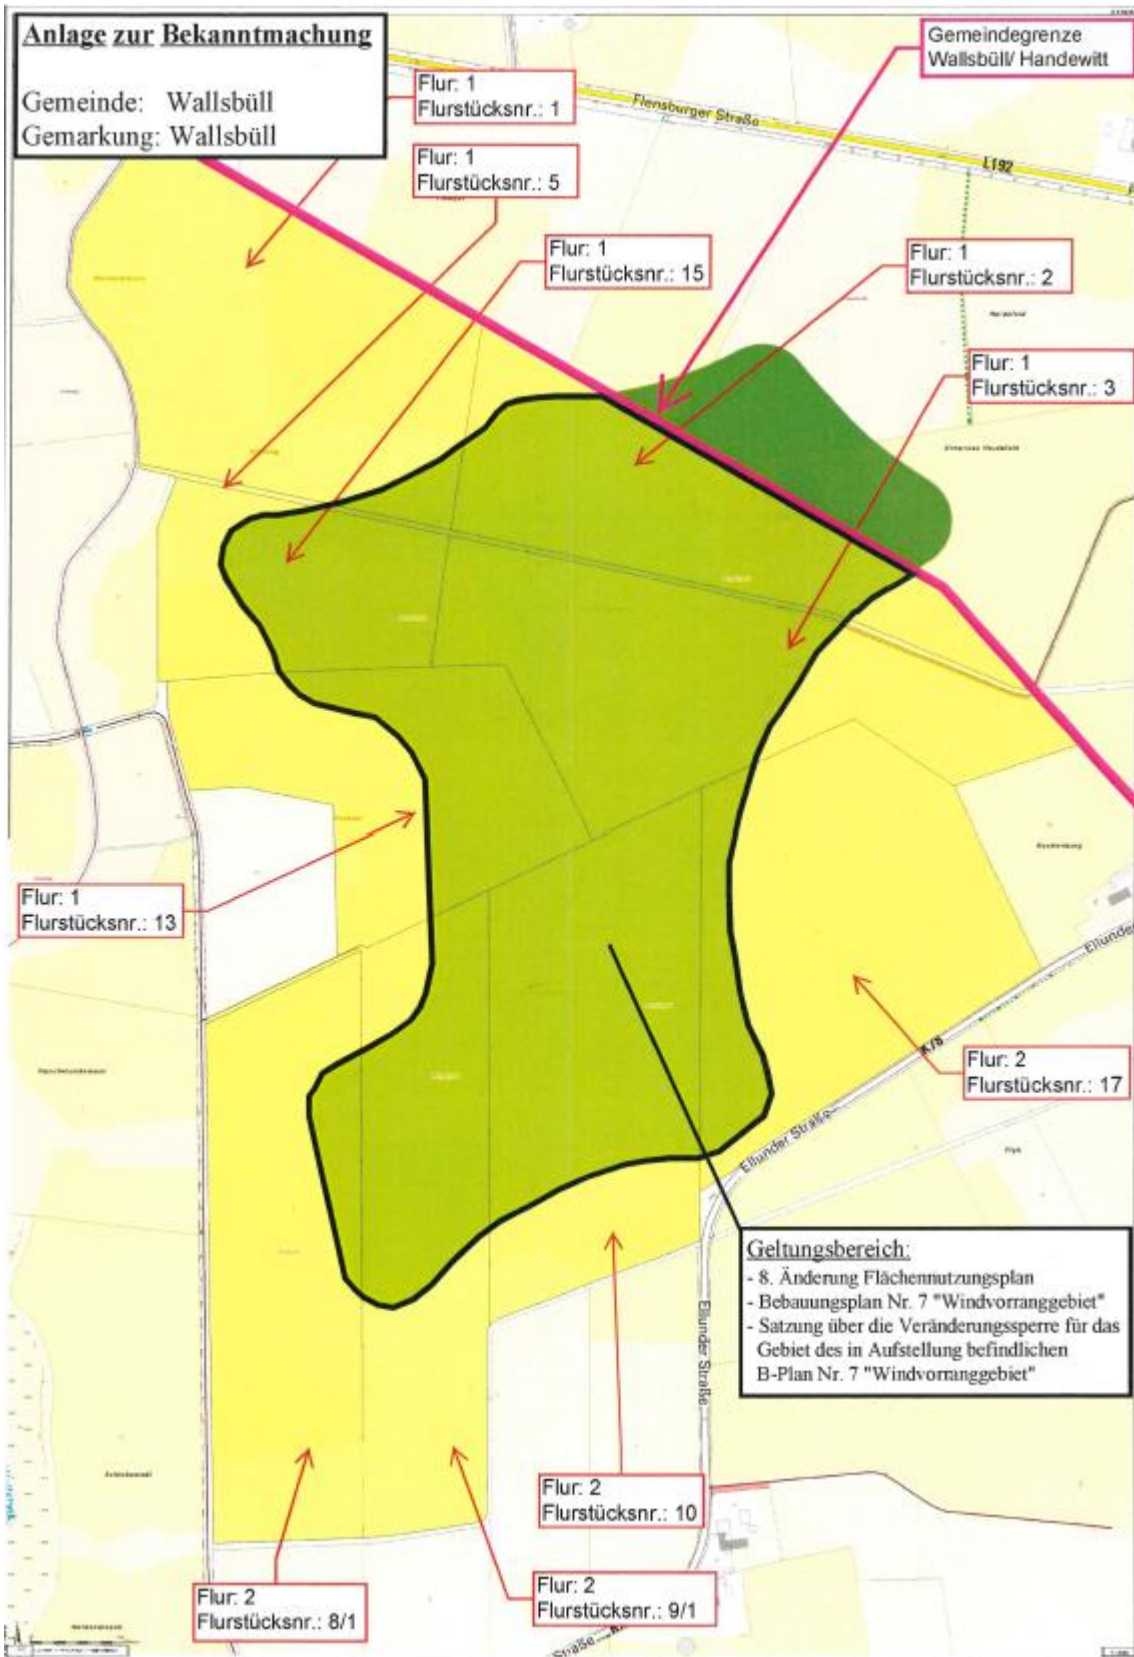 Anlage zur Bekanntmachung
Gemeinde: Wallsbüll
Gemarkung: Wallsbüll
Gemeindegrenze
Wallsbüll/ Handewitt
Flur: 1
Flurstücksnr.: 1
Flensburger Straße
L192
Flur: 1
Flurstücksnr.: 5
Flur: 1
Flurstücksnr.: 15
Flur: 1
Flurstücksnr.: 2
Flur: 1
Flurstücksnr.: 3
Flur: 1
Flurstücksnr.: 13
Ellunder
K78
Flur: 2
Flurstücksnr.: 17
Ellunder Straße
Geltungsbereich:
- 8. Änderung Flächennutzungsplan
- Bebauungsplan Nr. 7 "Windvorranggebiet"
- Satzung über die Veränderungssperre für das
Gebiet des in Aufstellung befindlichen
B-Plan Nr. 7 "Windvorranggebiet"
Ellunder Straße
Flur: 2
Flurstücksnr.: 10
Flur: 2
Flurstücksnr.: 8/1
Flur: 2
Flurstücksnr.: 9/1
Straße